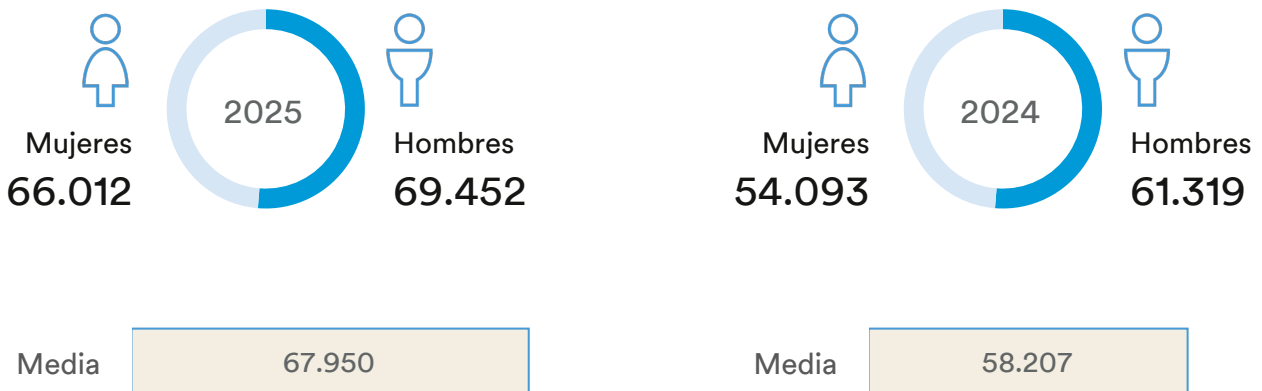 2025
Mujeres
66.012
Hombres
69.452
Media
67.950
2024
Mujeres
54.093
Hombres
61.319
Media
58.207